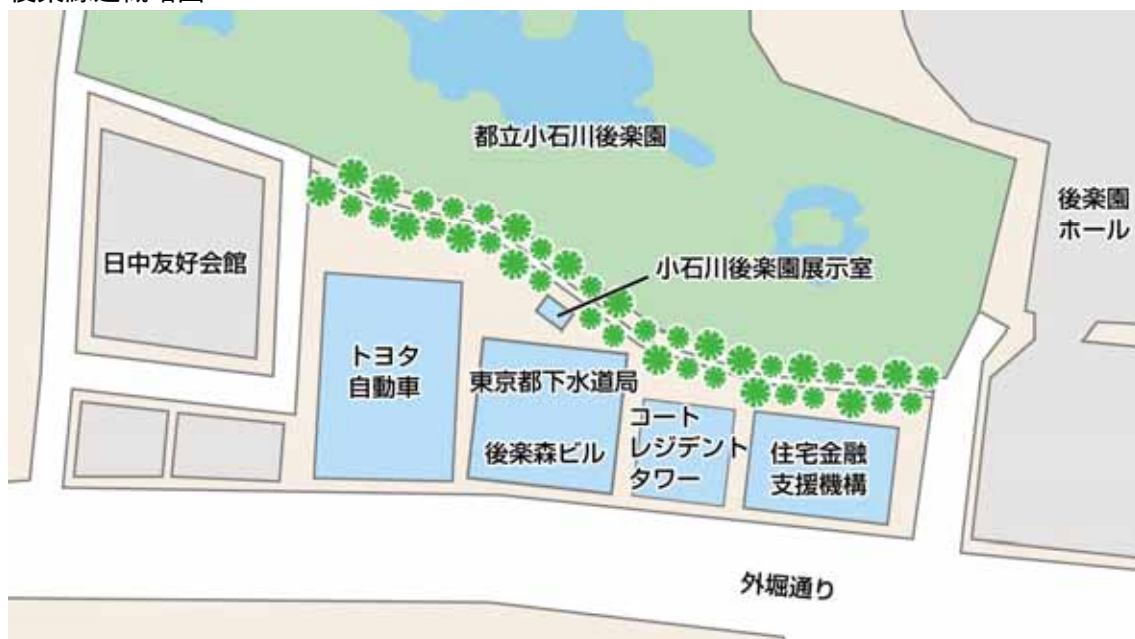 都立小石川後楽園
後楽園
ホール
日中友好会館
小石川後楽園展示室
トヨタ
自動車
東京都下水道局
後楽森ビル
コート
レジデント
タワー
住宅金融
支援機構
外堀通り